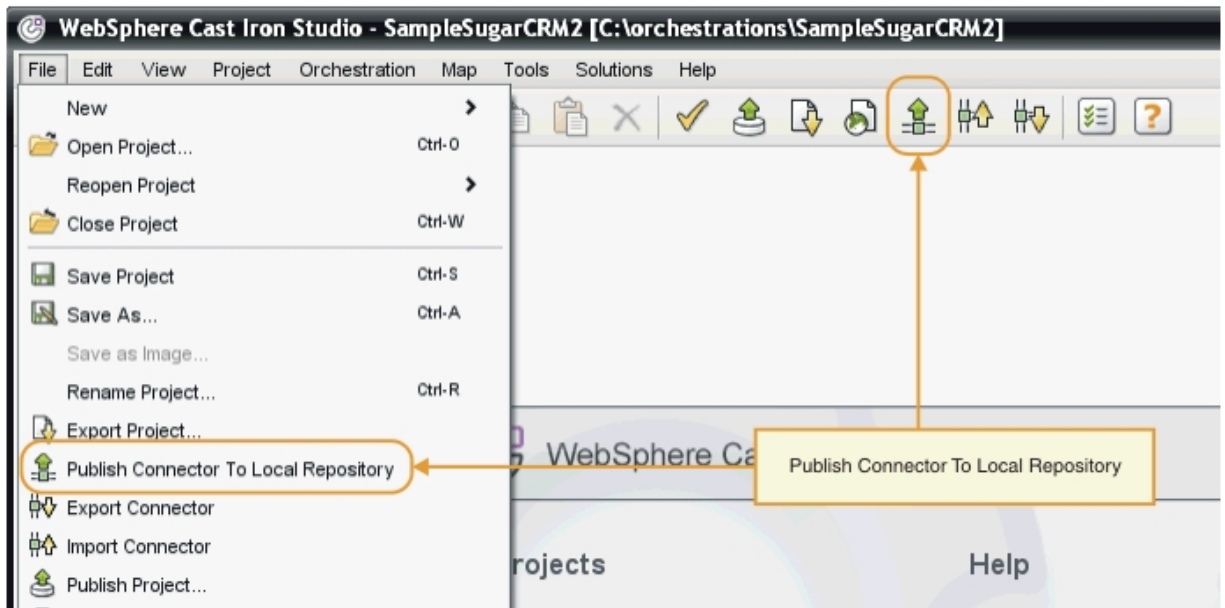 WebSphere Cast Iron Studio - SampleSugarCRM2 [C:\orchestrations\SampleSugarCRM2]
File Edit View Project Orchestration Map Tools Solutions Help
New
Open Project... Ctrl-O
Reopen Project
Close Project Ctrl-W
Save Project Ctrl-S
Save As... Ctrl-A
Save as Image...
Rename Project... Ctrl-R
Export Project...
Publish Connector To Local Repository
Export Connector
Import Connector
Publish Project...
WebSphere Ca
Publish Connector To Local Repository
rojects
Help